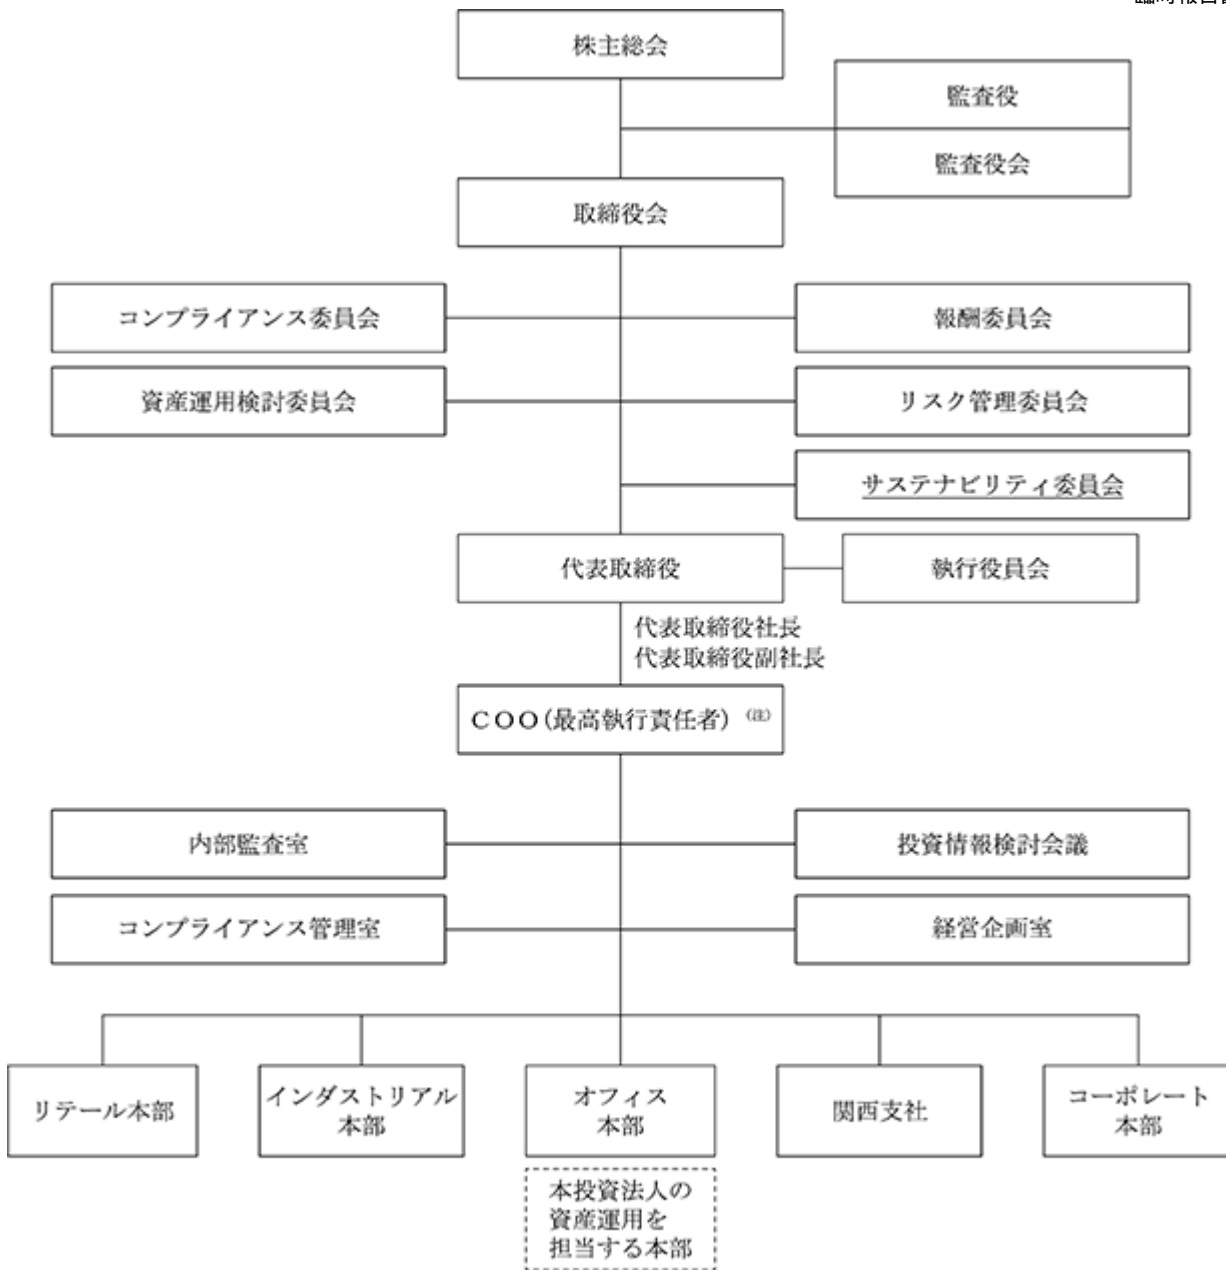 臨時報告書
株主総会
監査役
監査役会
取締役会
コンプライアンス委員会
報酬委員会
資産運用検討委員会
リスク管理委員会
サステナビリティ委員会
代表取締役
執行役員会
代表取締役社長
代表取締役副社長
COO(最高執行責任者) (注)
内部監査室
投資情報検討会議
コンプライアンス管理室
経営企画室
リテール本部
インダストリアル
本部
オフィス
本部
関西支社
コーポレート
本部
本投資法人の
資産運用を
担当する本部